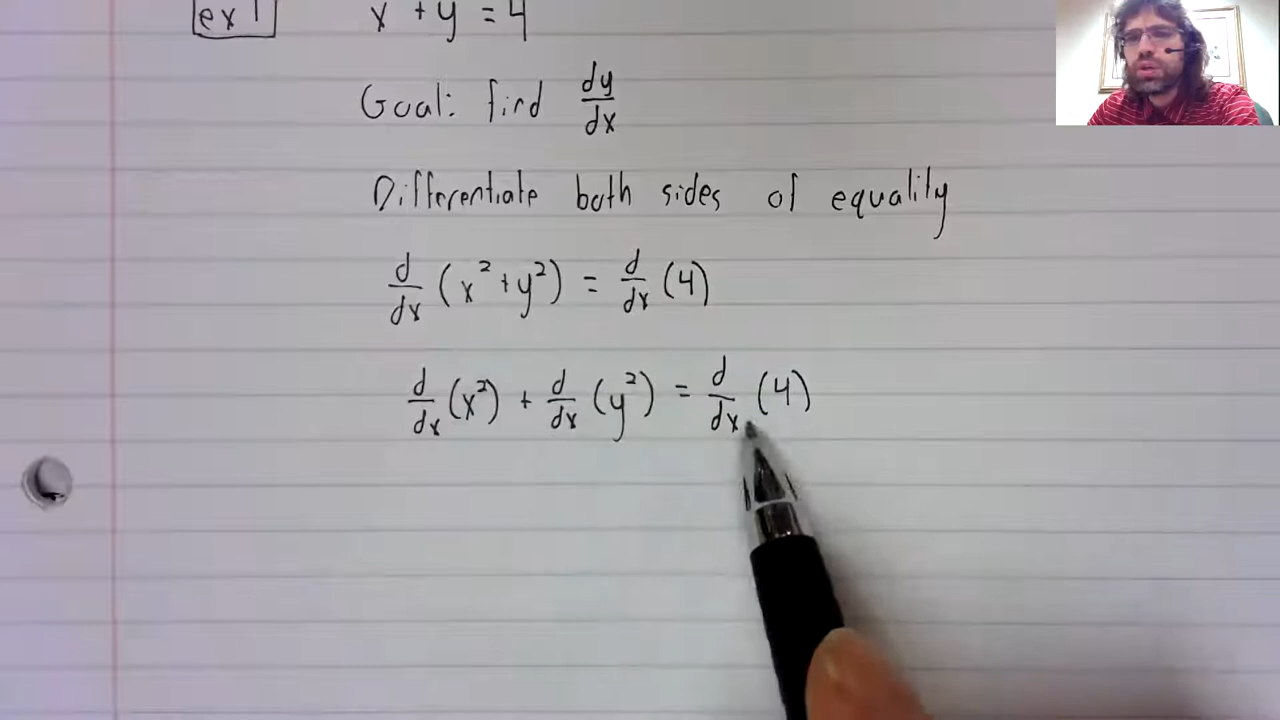 ex 1 x + y = 4
Goal: find dy/dx
Differentiate both sides of equality
d/dx (x² + y²) = d/dx (4)
d/dx (x²) + d/dx (y²) = d/dx (4)